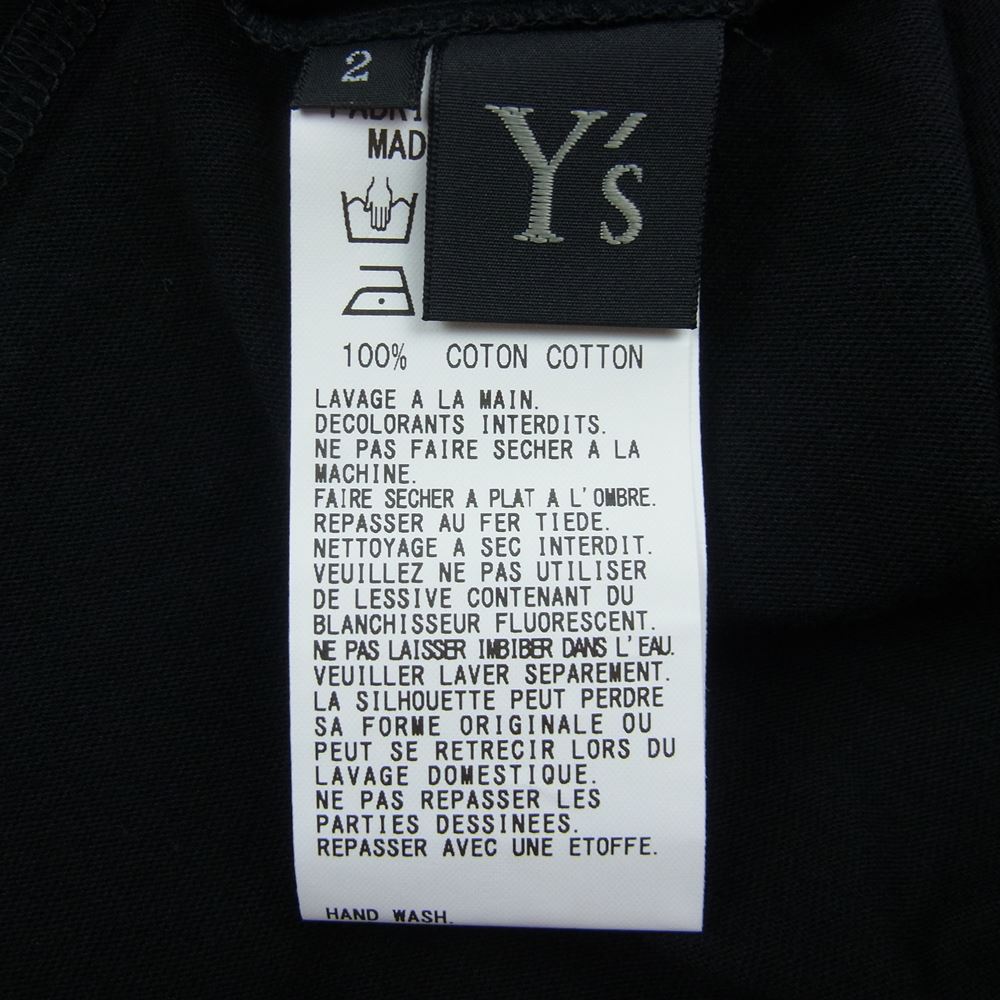 2
Y's
MAD
100% COTON COTTON
LAVAGE A LA MAIN.
DECOLORANTS INTERDITS.
NE PAS FAIRE SECHER A LA
MACHINE.
FAIRE SECHER A PLAT A L'OMBRE.
REPASSER AU FER TIEDE.
NETTOYAGE A SEC INTERDIT.
VEUILLEZ NE PAS UTILISER
DE LESSIVE CONTENANT DU
BLANCHISSEUR FLUORESCENT.
NE PAS LAISSER IMBIBER DANS L'EAU.
VEUILLER LAVER SEPAREMENT.
LA SILHOUETTE PEUT PERDRE
SA FORME ORIGINALE OU
PEUT SE RETRECIR LORS DU
LAVAGE DOMESTIQUE.
NE PAS REPASSER LES
PARTIES DESSINEES.
REPASSER AVEC UNE ETOFFE.
HAND WASH.